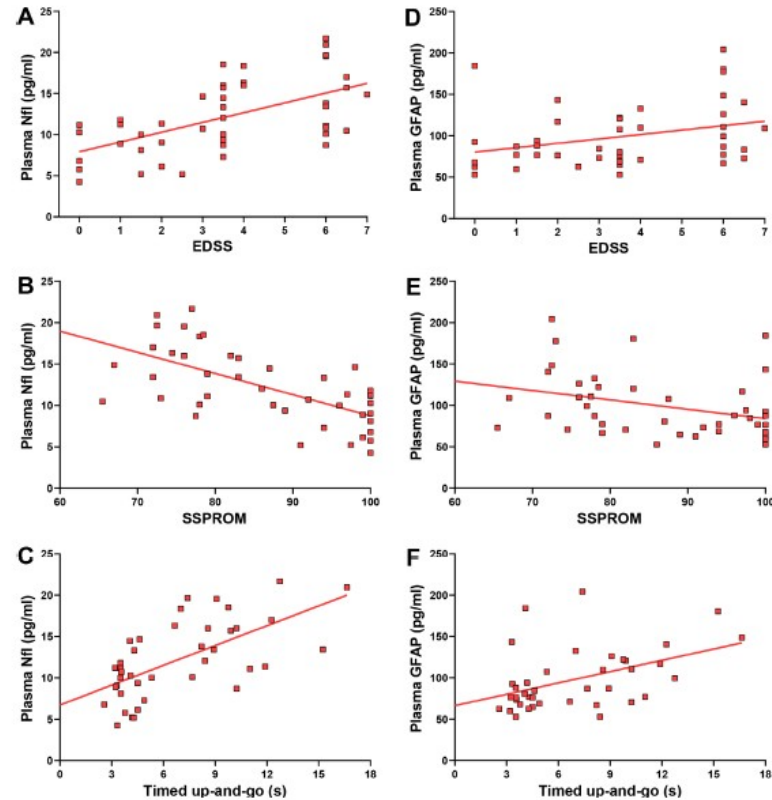 A
Plasma Nfl (pg/ml)
25
20
15
10
5
0
0 1 2 3 4 5 6 7
EDSS
D
Plasma GFAP (pg/ml)
250
200
150
100
50
0
0 1 2 3 4 5 6 7
EDSS
B
Plasma Nfl (pg/ml)
25
20
15
10
5
0
60 70 80 90 100
SSPROM
E
Plasma GFAP (pg/ml)
250
200
150
100
50
0
60 70 80 90 100
SSPROM
C
Plasma Nfl (pg/ml)
25
20
15
10
5
0
0 3 6 9 12 15 18
Timed up-and-go (s)
F
Plasma GFAP (pg/ml)
250
200
150
100
50
0
0 3 6 9 12 15 18
Timed up-and-go (s)